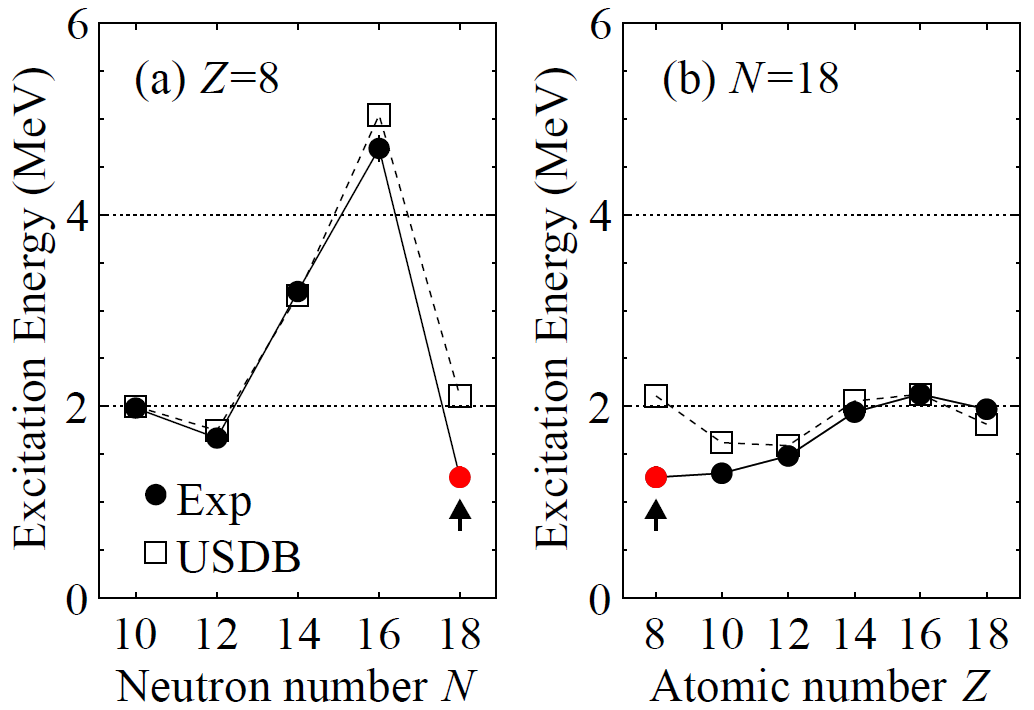 (a) Z=8
Excitation Energy (MeV)
6
4
2
0
Exp
USDB
10 12 14 16 18
Neutron number N
(b) N=18
Excitation Energy (MeV)
6
4
2
0
8 10 12 14 16 18
Atomic number Z